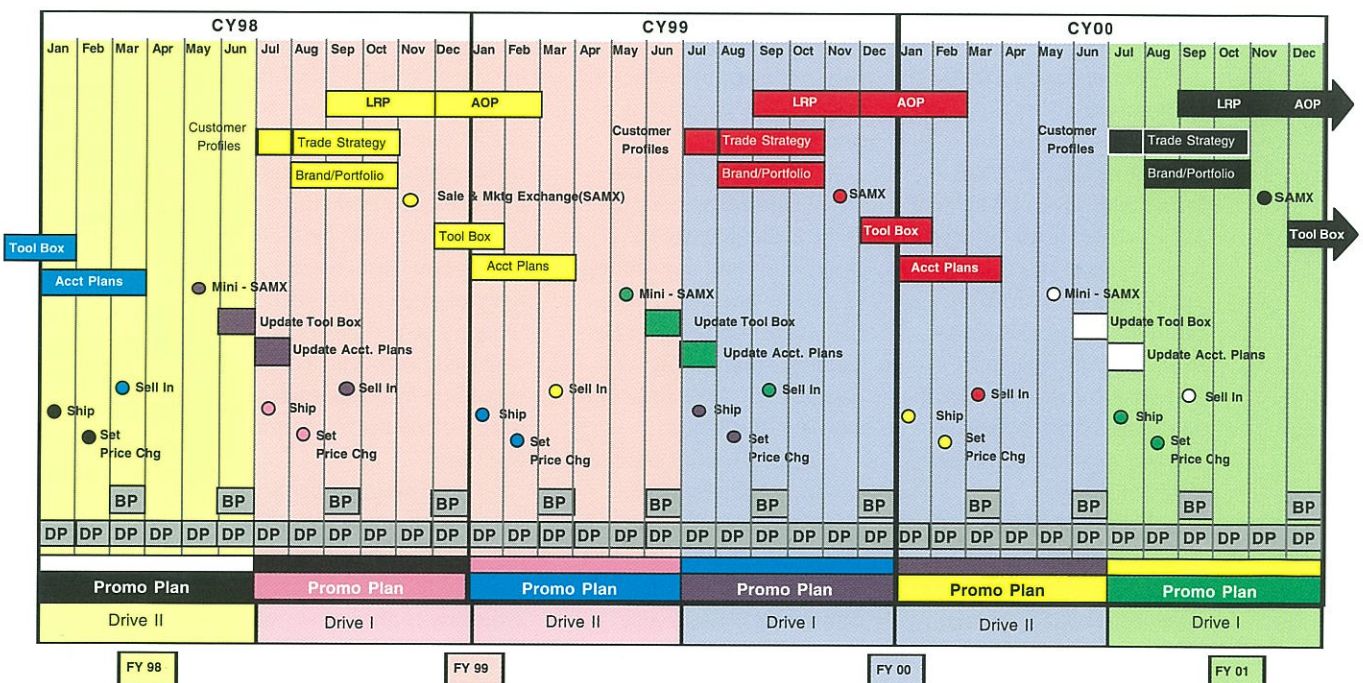 CY98 CY99 CY00
Jan Feb Mar Apr May Jun Jul Aug Sep Oct Nov Dec Jan Feb Mar Apr May Jun Jul Aug Sep Oct Nov Dec Jan Feb Mar Apr May Jun Jul Aug Sep Oct Nov Dec
LRP AOP LRP AOP LRP AOP
Customer Customer Customer
Profiles Trade Strategy Profiles Trade Strategy Profiles Trade Strategy
Brand/Portfolio Brand/Portfolio Brand/Portfolio
Sale & Mktg Exchange(SAMX) SAMX SAMX
Tool Box Tool Box Tool Box Tool Box
Acct Plans Acct Plans Acct Plans
Mini - SAMX Mini - SAMX Mini - SAMX
Update Tool Box Update Tool Box Update Tool Box
Update Acct. Plans Update Acct. Plans Update Acct. Plans
Sell In Sell In Sell In Sell In Sell In Sell In
Ship Ship Ship Ship Ship Ship
Set Set Set Set Set Set
Price Chg Price Chg Price Chg Price Chg Price Chg Price Chg
BP BP BP BP BP BP BP BP BP BP BP BP
DP DP DP DP DP DP DP DP DP DP DP DP DP DP DP DP DP DP DP DP DP DP DP DP DP DP DP DP DP DP DP DP DP DP DP DP
Promo Plan Promo Plan Promo Plan Promo Plan Promo Plan Promo Plan
Drive II Drive I Drive II Drive I Drive II Drive I
FY 98 FY 99 FY 00 FY 01